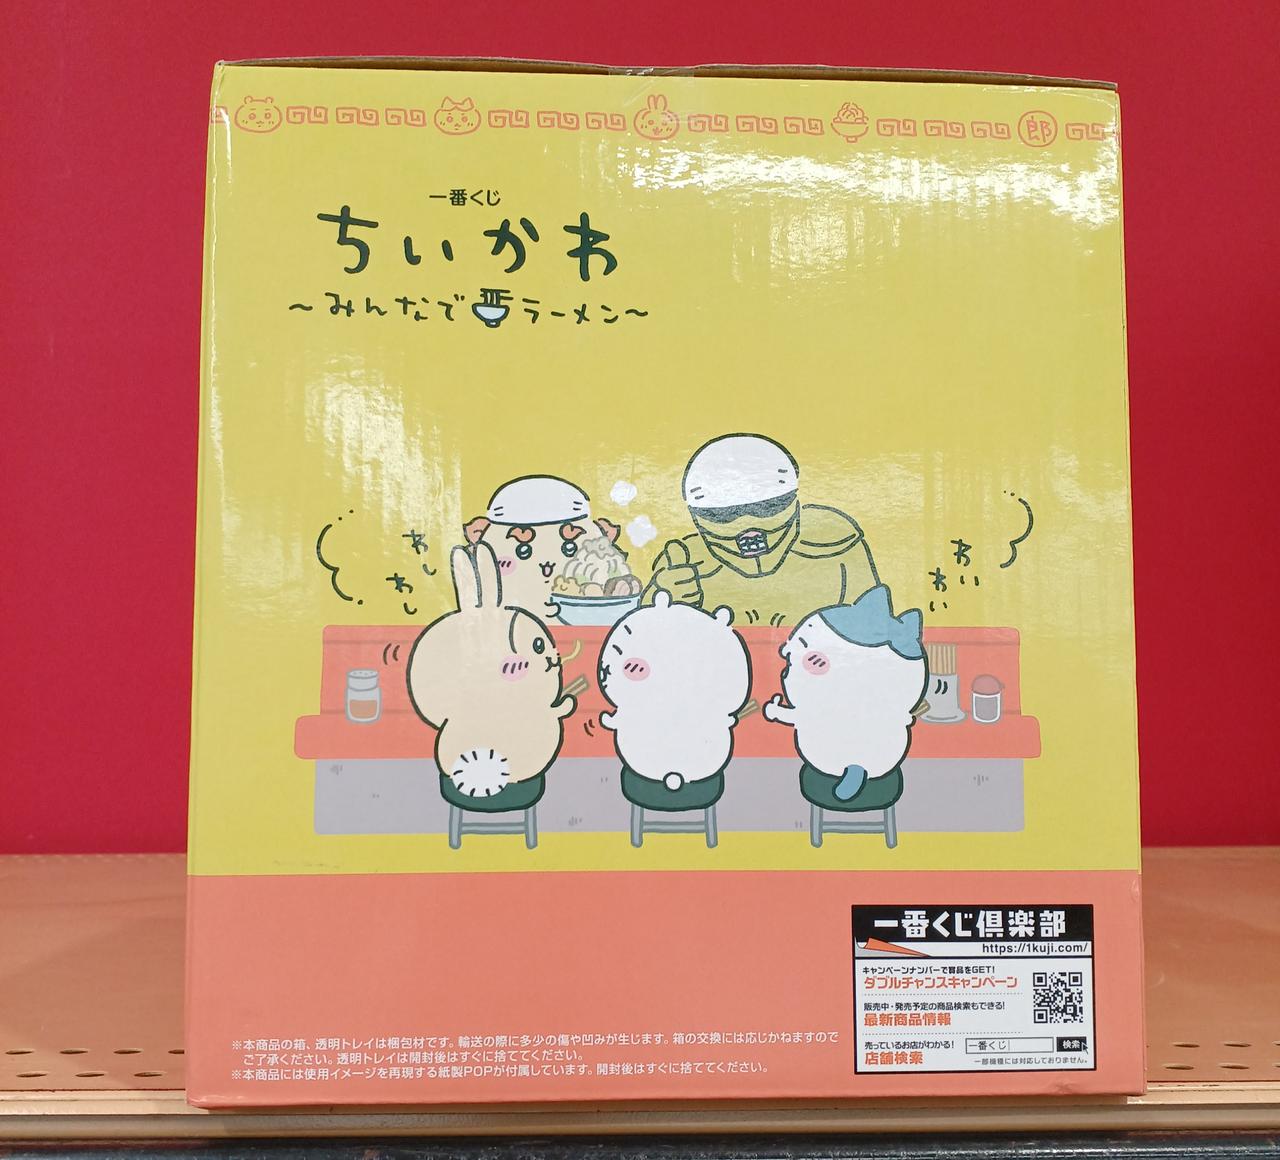 郎
一番くじ
ちいかわ
～みんなでラーメン～
わし
わし
わい
わい
一番くじ倶楽部
https://1kuji.com/
キャンペーンナンバーで賞品をGET!
ダブルチャンスキャンペーン
販売中・発売予定の商品検索もできる!
最新商品情報
売っているお店がわかる!
店舗検索
一番くじ
検索
一部機種には対応しておりません。
※本商品の箱、透明トレイは梱包材です。輸送の際に多少の傷や凹みが生じます。箱の交換には応じかねますので
ご了承ください。透明トレイは開封後はすぐに捨ててください。
※本商品には使用イメージを再現する紙製POPが付属しています。開封後はすぐに捨ててください。